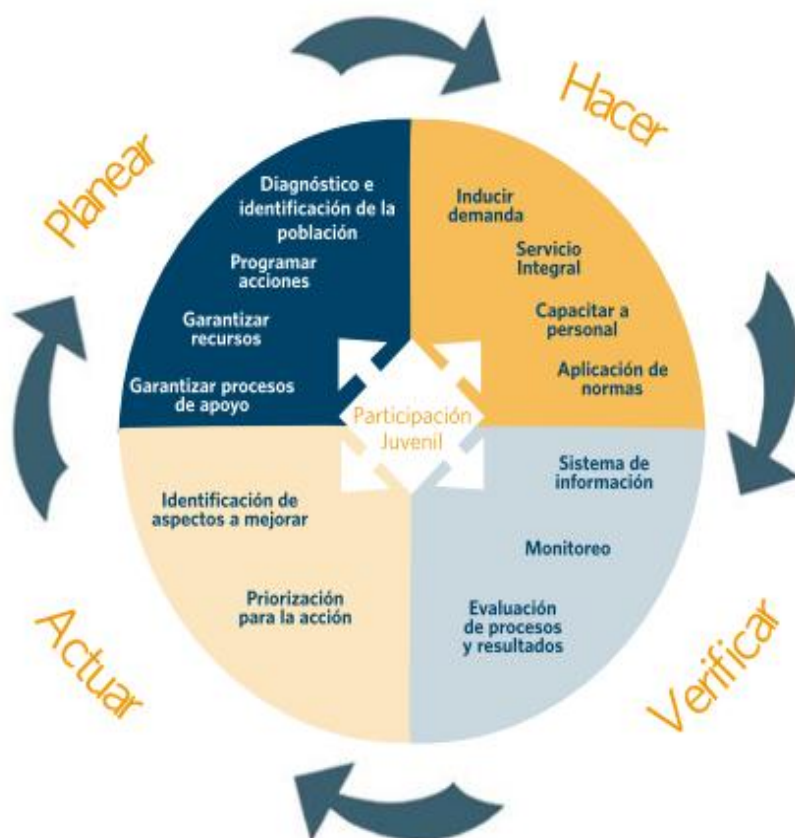 Planear
Hacer
Diagnóstico e
identificación de la
población
Programar
acciones
Garantizar
recursos
Garantizar procesos
de apoyo
Inducir
demanda
Servicio
Integral
Capacitar a
personal
Aplicación de
normas
Participación
Juvenil
Identificación de
aspectos a mejorar
Priorización
para la acción
Sistema de
información
Monitoreo
Evaluación
de procesos
y resultados
Actuar
Verificar